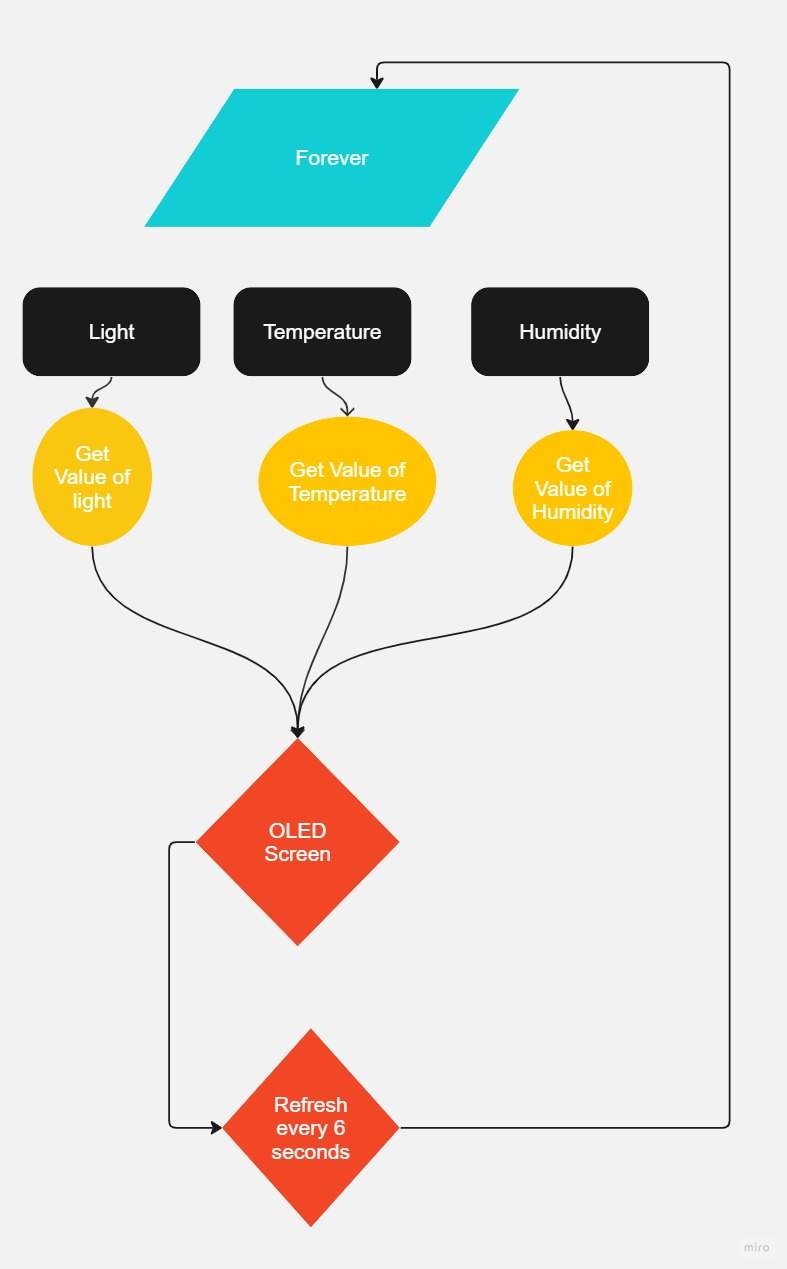 Forever
Light
Temperature
Humidity
Get
Value of
light
Get Value of
Temperature
Get
Value of
Humidity
OLED
Screen
Refresh
every 6
seconds
miro